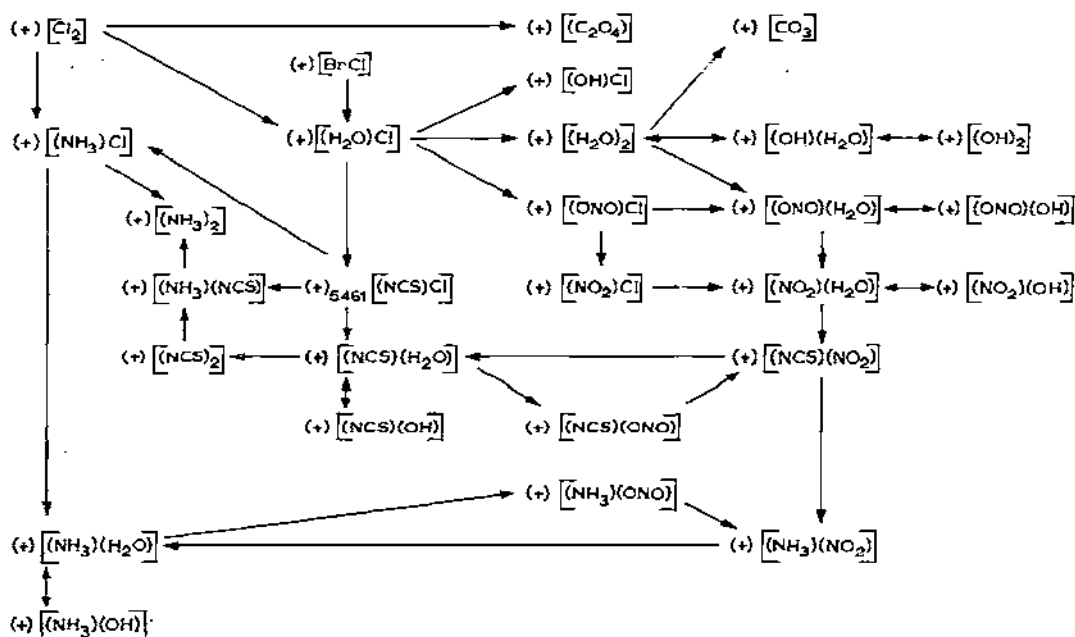 (+) [Cl₂] (+) [(C₂O₄)] (+) [CO₃]
(+) [BrCl] (+) [(OH)Cl]
(+) [(NH₃)Cl] (+) [(H₂O)Cl] (+) [(H₂O)₂] (+) [(OH)(H₂O)] (+) [(OH)₂]
(+) [(NH₃)₂] (+) [(ONO)Cl] (+) [(ONO)(H₂O)] (+) [(ONO)(OH)]
(+) [(NH₃)(NCS)] (+)₅₄₆₁ [(NCS)Cl] (+) [(NO₂)Cl] (+) [(NO₂)(H₂O)] (+) [(NO₂)(OH)]
(+) [(NCS)₂] (+) [(NCS)(H₂O)] (+) [(NCS)(NO₂)]
(+) [(NCS)(OH)] (+) [(NCS)(ONO)]
(+) [(NH₃)(ONO)]
(+) [(NH₃)(H₂O)] (+) [(NH₃)(NO₂)]
(+) [(NH₃)(OH)]